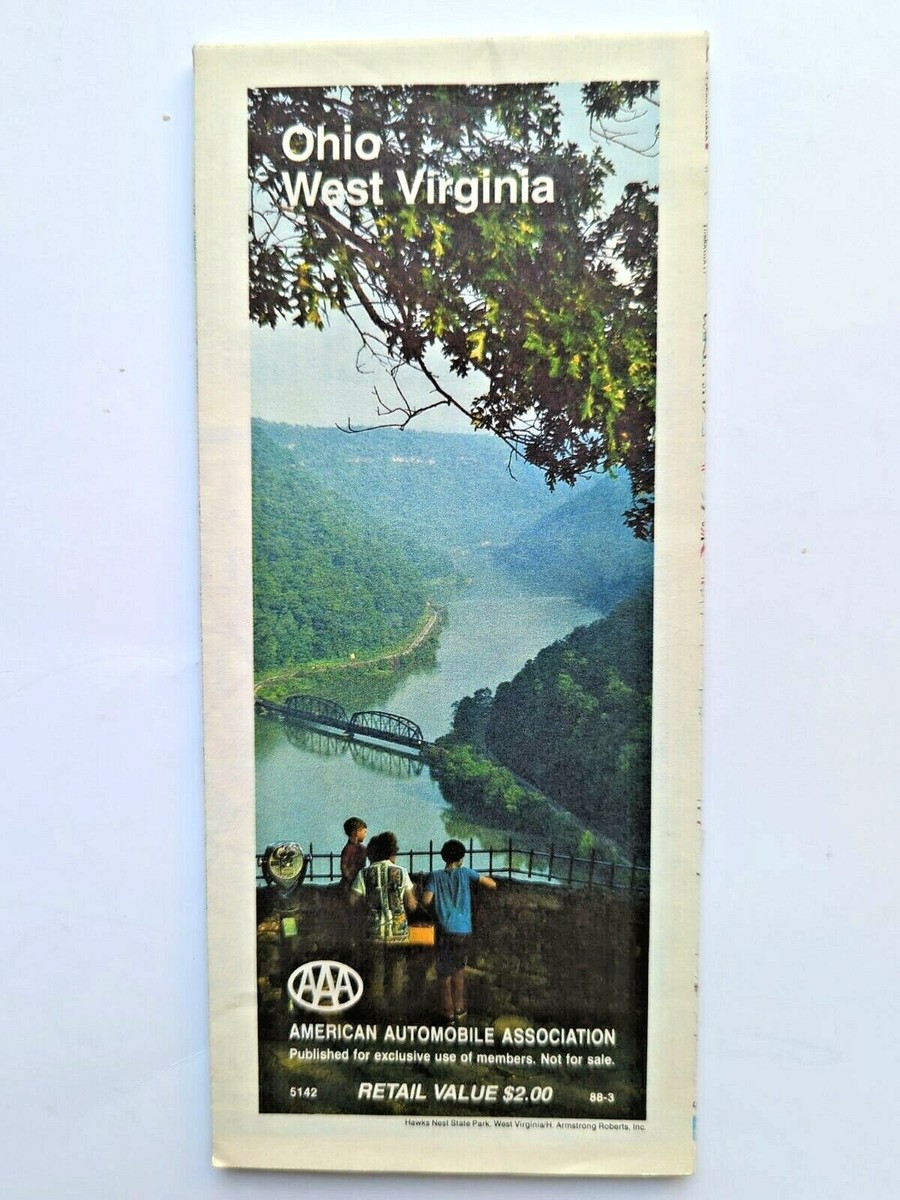 Ohio
West Virginia
AAA
AMERICAN AUTOMOBILE ASSOCIATION
Published for exclusive use of members. Not for sale.
5142 RETAIL VALUE $2.00 88-3
Hawks Nest State Park, West Virginia/H. Armstrong Roberts, Inc.